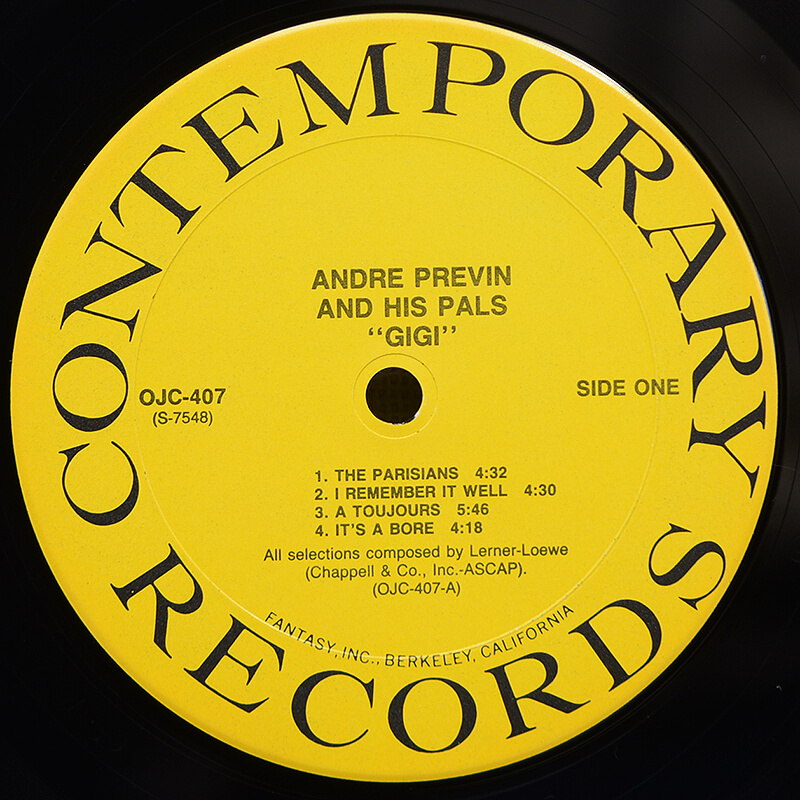 CONTEMPORARY
RECORDS
ANDRE PREVIN
AND HIS PALS
“GIGI”
OJC-407
(S-7548)
SIDE ONE
1. THE PARISIANS 4:32
2. I REMEMBER IT WELL 4:30
3. A TOUJOURS 5:46
4. IT'S A BORE 4:18
All selections composed by Lerner-Loewe
(Chappell & Co., Inc.-ASCAP).
(OJC-407-A)
FANTASY, INC., BERKELEY, CALIFORNIA